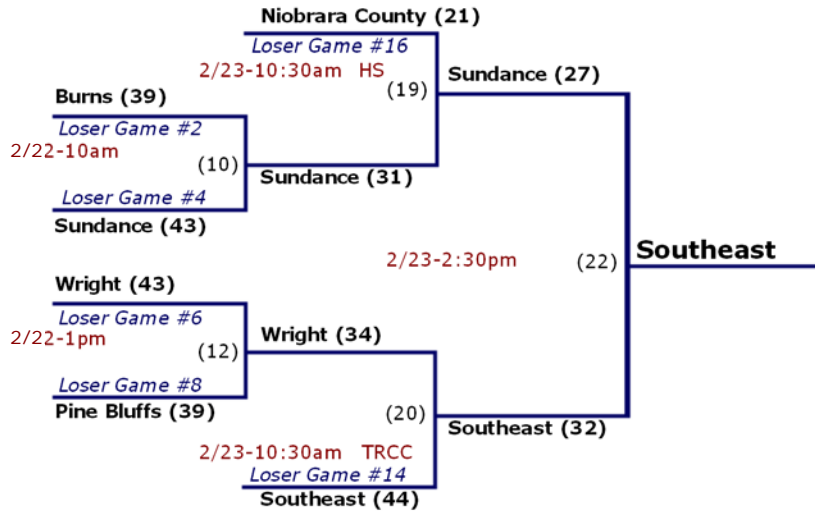 Niobrara County (21)
Loser Game #16
2/23-10:30am HS
(19)
Sundance (27)
Burns (39)
Loser Game #2
2/22-10am
(10)
Sundance (31)
Loser Game #4
Sundance (43)
2/23-2:30pm
(22)
Southeast
Wright (43)
Loser Game #6
2/22-1pm
(12)
Wright (34)
Loser Game #8
Pine Bluffs (39)
(20)
Southeast (32)
2/23-10:30am TRCC
Loser Game #14
Southeast (44)